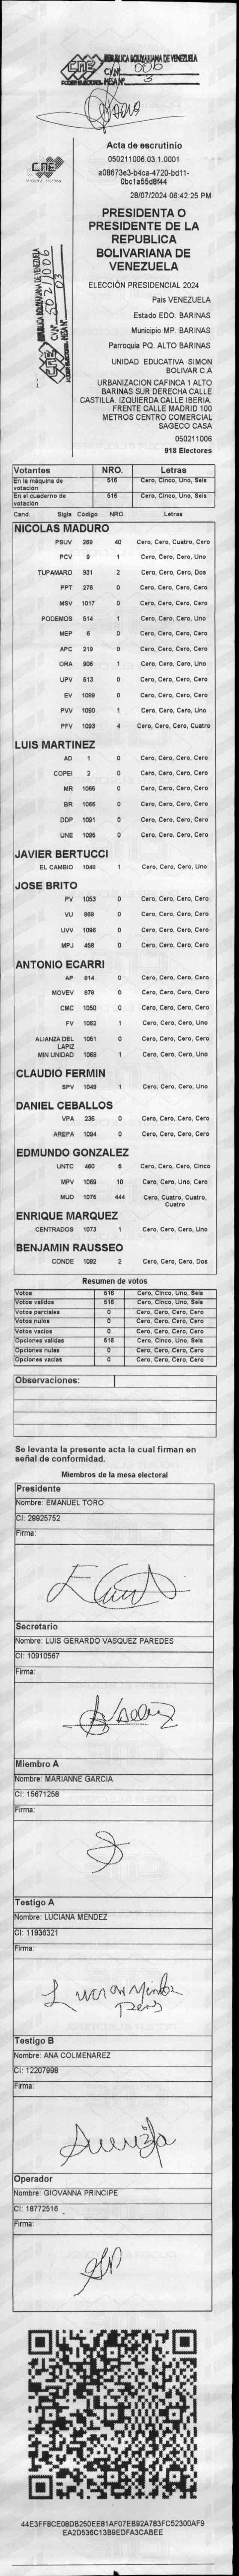 REPUBLICA BOLIVARIANA DE VENEZUELA
CNE
CV Nº 006
PODER ELECTORAL MESA Nº 3
Acta de escrutinio
050211006.03.1.0001
a08673e3-b4ca-4720-bd11-
0bc1a55d8f44
28/07/2024 06:42:25 PM
CNE
PODER ELECTORAL
REPUBLICA BOLIVARIANA DE VENEZUELA
CNE
CV Nº 50211006
MESA Nº 03
PRESIDENTA O
PRESIDENTE DE LA
REPUBLICA
BOLIVARIANA DE
VENEZUELA
ELECCIÓN PRESIDENCIAL 2024
Pais VENEZUELA
Estado EDO. BARINAS
Municipio MP. BARINAS
Parroquia PQ. ALTO BARINAS
UNIDAD EDUCATIVA SIMON
BOLIVAR C.A
URBANIZACION CAFINCA 1 ALTO
BARINAS SUR DERECHA CALLE
CASTILLA. IZQUIERDA CALLE IBERIA.
FRENTE CALLE MADRID 100
METROS CENTRO COMERCIAL
SAGECO CASA
050211006
918 Electores
Votantes NRO. Letras
En la máquina de votación 516 Cero, Cinco, Uno, Seis
En el cuaderno de votación 516 Cero, Cinco, Uno, Seis
Cand. Sigla Código NRO. Letras
NICOLAS MADURO
PSUV 269 40 Cero, Cero, Cuatro, Cero
PCV 9 1 Cero, Cero, Cero, Uno
TUPAMARO 931 2 Cero, Cero, Cero, Dos
PPT 276 0 Cero, Cero, Cero, Cero
MSV 1017 0 Cero, Cero, Cero, Cero
PODEMOS 514 1 Cero, Cero, Cero, Uno
MEP 6 0 Cero, Cero, Cero, Cero
APC 219 0 Cero, Cero, Cero, Cero
ORA 906 1 Cero, Cero, Cero, Uno
UPV 513 0 Cero, Cero, Cero, Cero
EV 1089 0 Cero, Cero, Cero, Cero
PVV 1090 1 Cero, Cero, Cero, Uno
PFV 1093 4 Cero, Cero, Cero, Cuatro
LUIS MARTINEZ
AD 1 0 Cero, Cero, Cero, Cero
COPEI 2 0 Cero, Cero, Cero, Cero
MR 1065 0 Cero, Cero, Cero, Cero
BR 1066 0 Cero, Cero, Cero, Cero
DDP 1091 0 Cero, Cero, Cero, Cero
UNE 1095 0 Cero, Cero, Cero, Cero
JAVIER BERTUCCI
EL CAMBIO 1048 1 Cero, Cero, Cero, Uno
JOSE BRITO
PV 1053 0 Cero, Cero, Cero, Cero
VU 868 0 Cero, Cero, Cero, Cero
UVV 1096 0 Cero, Cero, Cero, Cero
MPJ 458 0 Cero, Cero, Cero, Cero
ANTONIO ECARRI
AP 814 0 Cero, Cero, Cero, Cero
MOVEV 879 0 Cero, Cero, Cero, Cero
CMC 1050 0 Cero, Cero, Cero, Cero
FV 1062 1 Cero, Cero, Cero, Uno
ALIANZA DEL LAPIZ 1051 0 Cero, Cero, Cero, Cero
MIN UNIDAD 1068 1 Cero, Cero, Cero, Uno
CLAUDIO FERMIN
SPV 1049 1 Cero, Cero, Cero, Uno
DANIEL CEBALLOS
VPA 236 0 Cero, Cero, Cero, Cero
AREPA 1094 0 Cero, Cero, Cero, Cero
EDMUNDO GONZALEZ
UNTC 460 5 Cero, Cero, Cero, Cinco
MPV 1069 10 Cero, Cero, Uno, Cero
MUD 1075 444 Cero, Cuatro, Cuatro, Cuatro
ENRIQUE MARQUEZ
CENTRADOS 1073 1 Cero, Cero, Cero, Uno
BENJAMIN RAUSSEO
CONDE 1092 2 Cero, Cero, Cero, Dos
Resumen de votos
Votos 516 Cero, Cinco, Uno, Seis
Votos validos 516 Cero, Cinco, Uno, Seis
Votos parciales 0 Cero, Cero, Cero, Cero
Votos nulos 0 Cero, Cero, Cero, Cero
Votos vacios 0 Cero, Cero, Cero, Cero
Opciones validas 516 Cero, Cinco, Uno, Seis
Opciones nulas 0 Cero, Cero, Cero, Cero
Opciones vacias 0 Cero, Cero, Cero, Cero
Observaciones:
Se levanta la presente acta la cual firman en
señal de conformidad.
Miembros de la mesa electoral
Presidente
Nombre: EMANUEL TORO
CI: 29925752
Firma:
Secretario
Nombre: LUIS GERARDO VASQUEZ PAREDES
CI: 10910567
Firma:
Miembro A
Nombre: MARIANNE GARCIA
CI: 15671258
Firma:
Testigo A
Nombre: LUCIANA MENDEZ
CI: 11936321
Firma:
Testigo B
Nombre: ANA COLMENAREZ
CI: 12207998
Firma:
Operador
Nombre: GIOVANNA PRINCIPE
CI: 18772516
Firma:
44E3FF8CE08DB250EE81AF07EB92A783FC52300AF9
EA2D536C13B9EDFA3CABEE